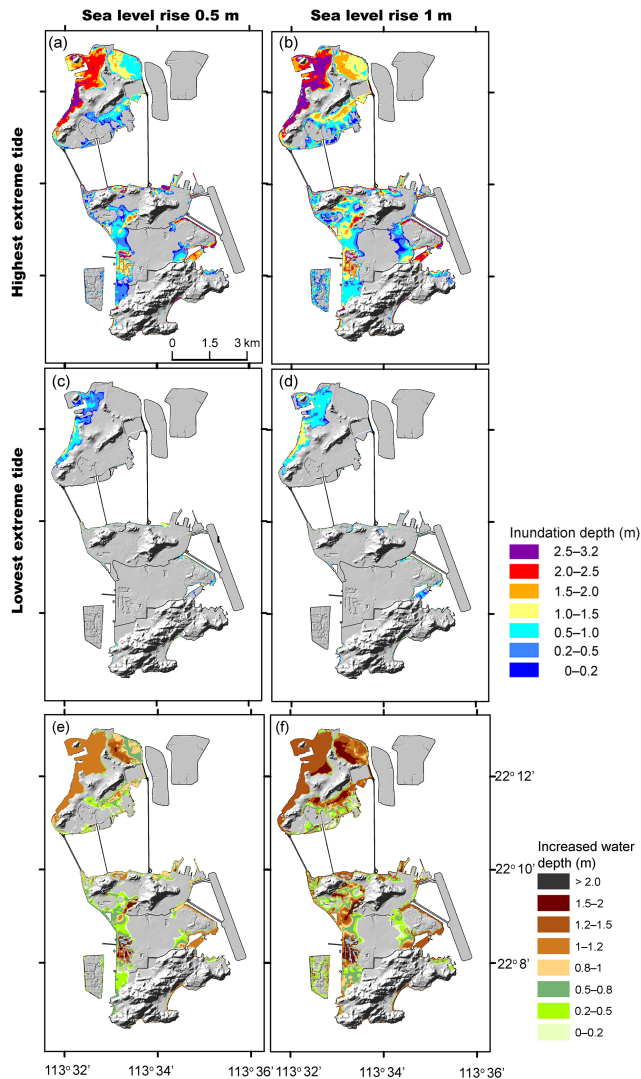 Sea level rise 0.5 m
Sea level rise 1 m
Highest extreme tide
(a)
(b)
0 1.5 3 km
Lowest extreme tide
(c)
(d)
Inundation depth (m)
2.5–3.2
2.0–2.5
1.5–2.0
1.0–1.5
0.5–1.0
0.2–0.5
0–0.2
(e)
(f)
22° 12'
22° 10'
22° 8'
Increased water
depth (m)
> 2.0
1.5–2
1.2–1.5
1–1.2
0.8–1
0.5–0.8
0.2–0.5
0–0.2
113° 32' 113° 34' 113° 36' 113° 32' 113° 34' 113° 36'